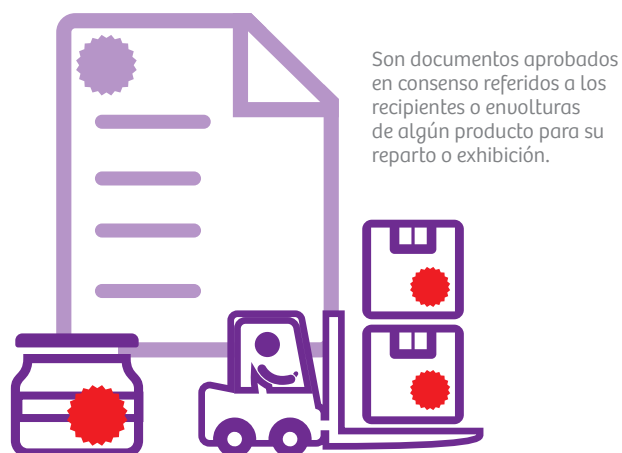 Son documentos aprobados
en consenso referidos a los
recipientes o envolturas
de algún producto para su
reparto o exhibición.